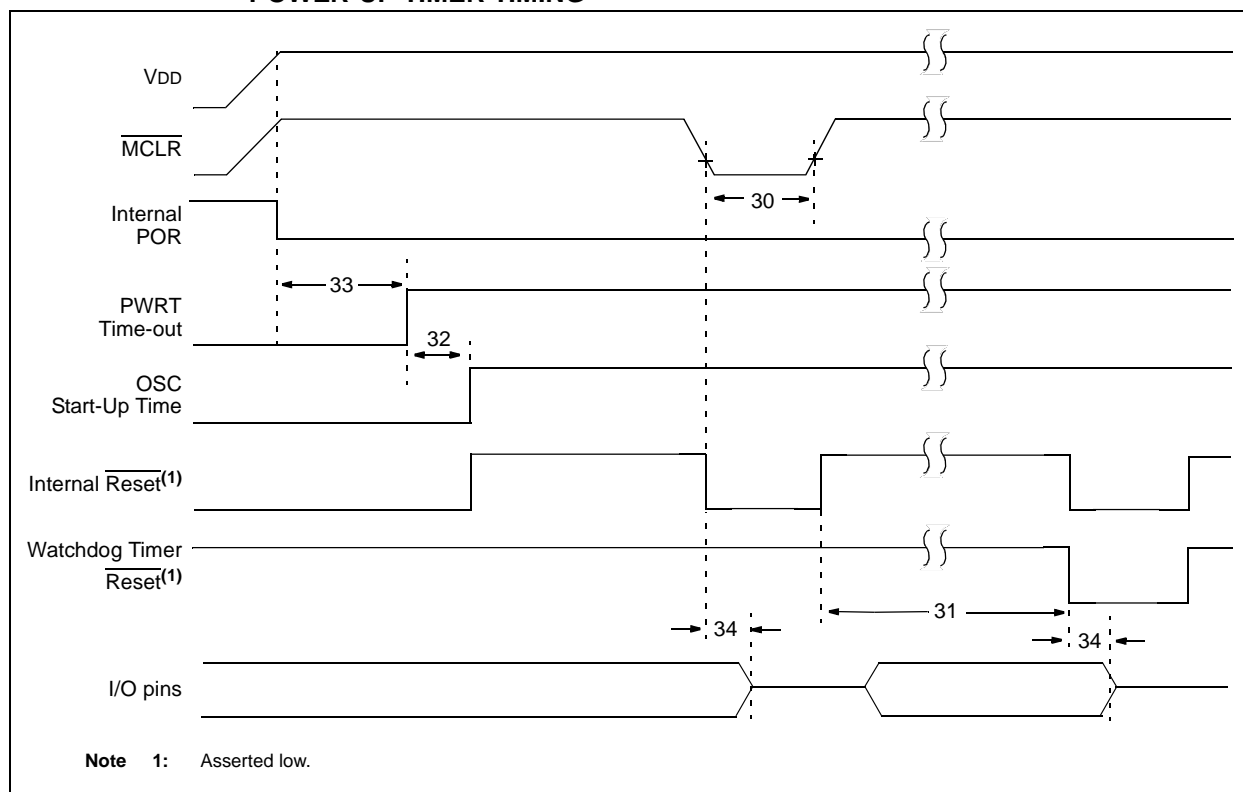 POWER-UP TIMER TIMING
VDD
MCLR
Internal
POR
30
33
PWRT
Time-out
32
OSC
Start-Up Time
Internal Reset(1)
Watchdog Timer
Reset(1)
31
34
34
I/O pins
Note 1: Asserted low.